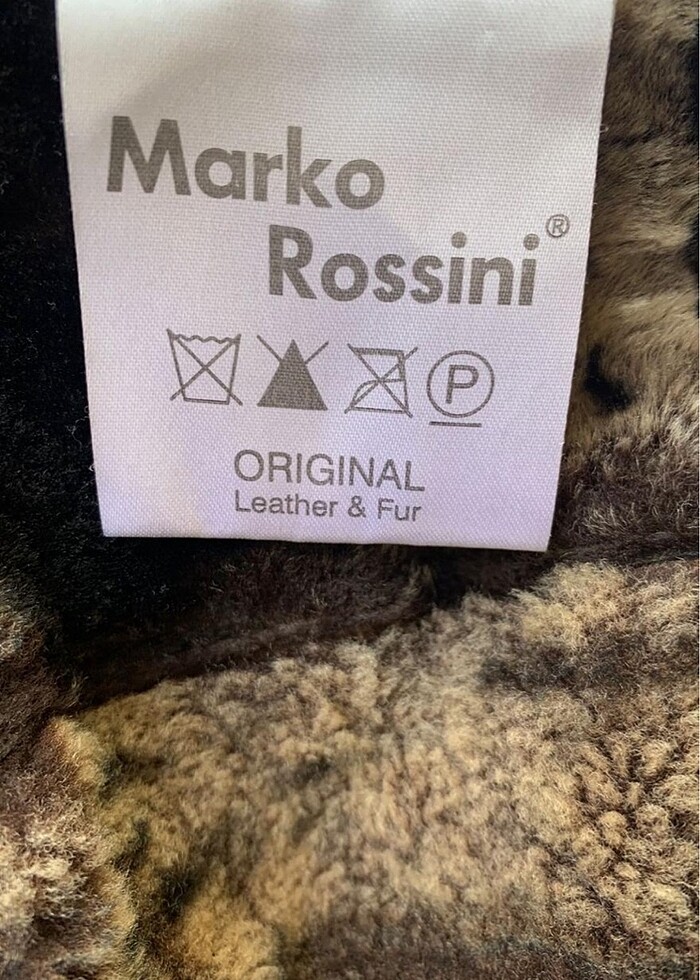 Marko
Rossini®
P
ORIGINAL
Leather & Fur